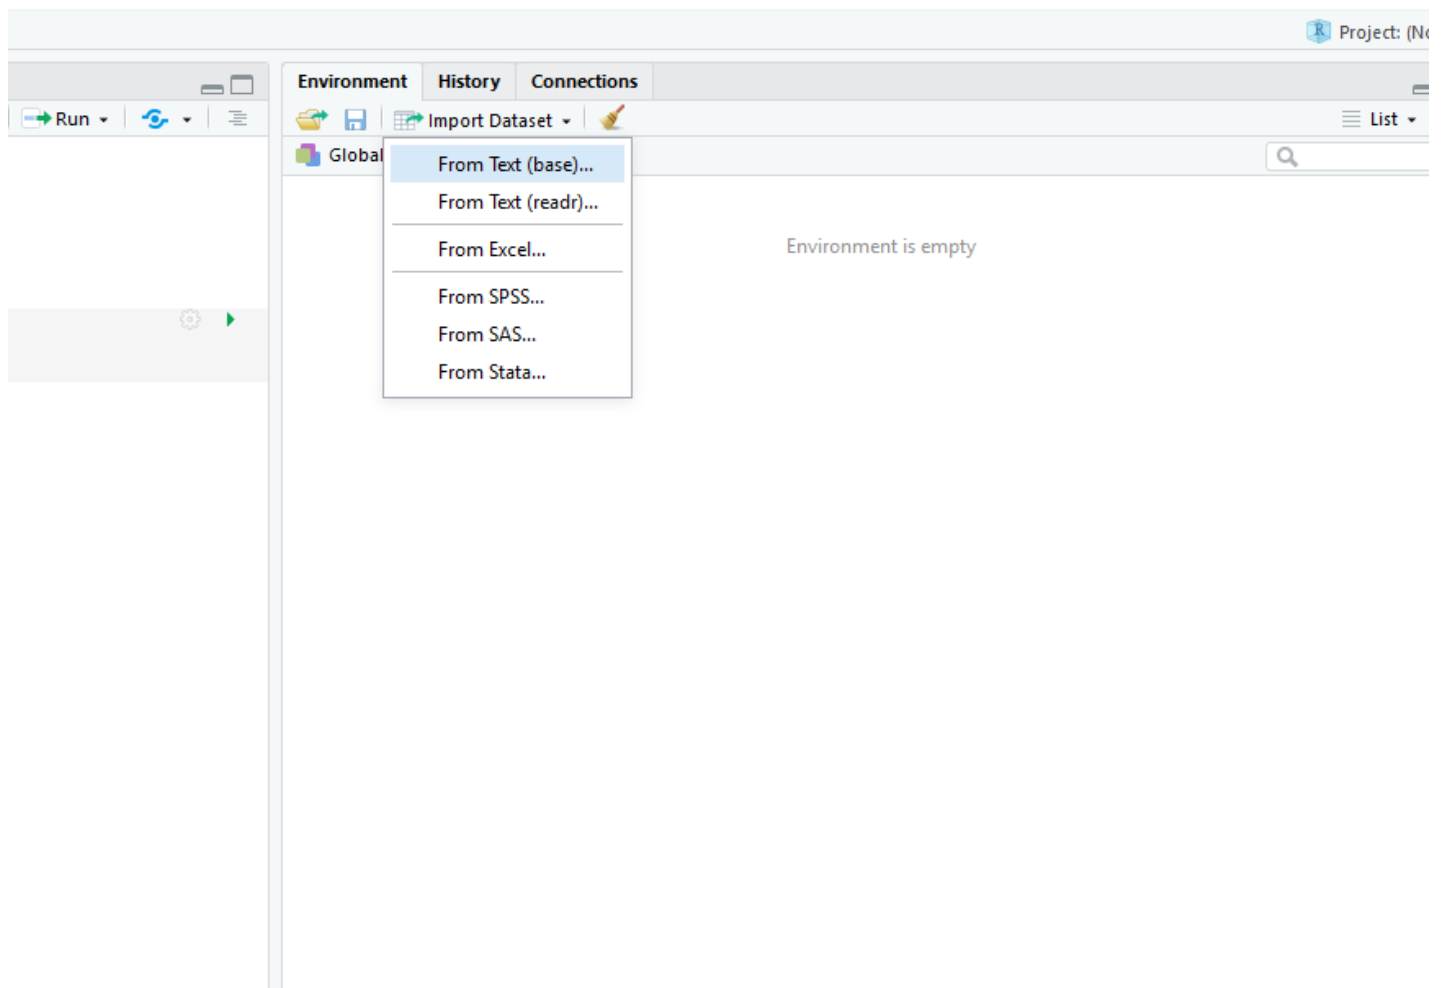 Project: (No
Environment History Connections
Run
Import Dataset
List
Global
From Text (base)...
From Text (readr)...
From Excel...
From SPSS...
From SAS...
From Stata...
Environment is empty